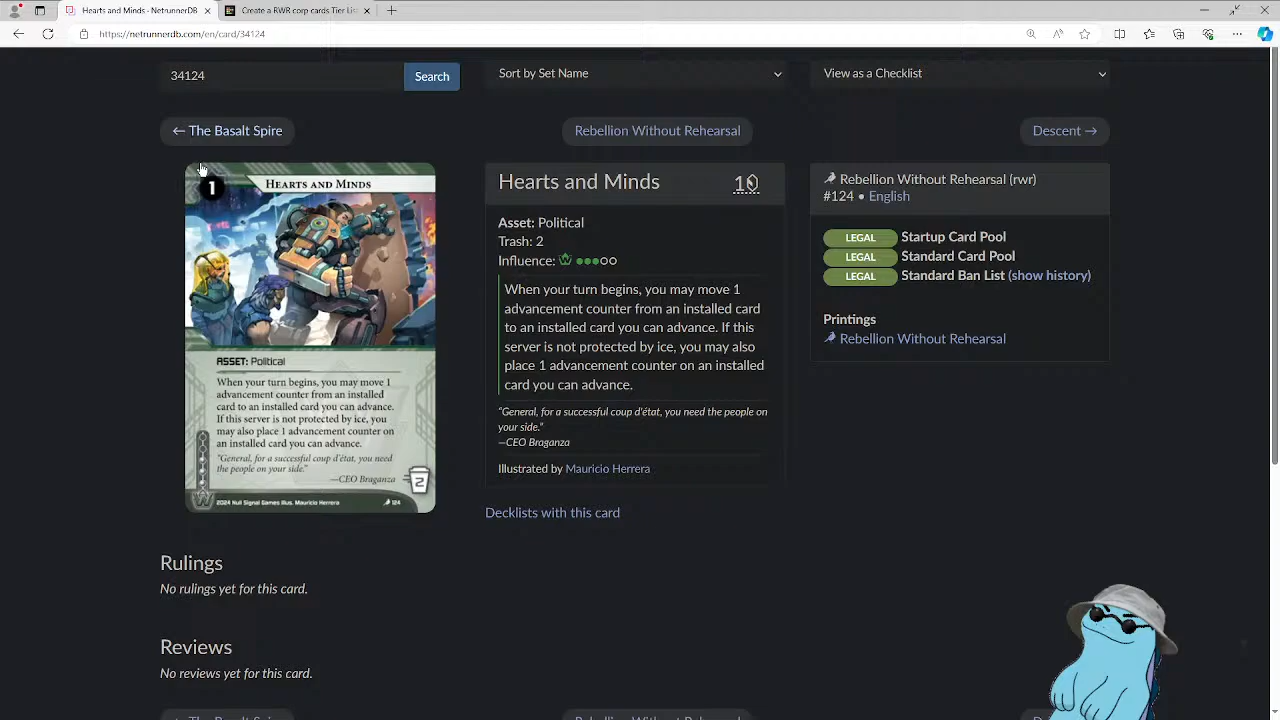 Hearts and Minds - NetrunnerDB
Create a RWR corp cards Tier Lis
https://netrunnerdb.com/en/card/34124
34124
Search
Sort by Set Name
View as a Checklist
← The Basalt Spire
Rebellion Without Rehearsal
Descent →
1
HEARTS AND MINDS
ASSET: Political
When your turn begins, you may move 1
advancement counter from an installed
card to an installed card you can advance.
If this server is not protected by ice, you
may also place 1 advancement counter on
an installed card you can advance.
"General, for a successful coup d'état, you need
the people on your side."
—CEO Braganza
2
2024 Null Signal Games Illus. Mauricio Herrera
124
Hearts and Minds
1
Asset: Political
Trash: 2
Influence: ●●●○○
When your turn begins, you may move 1
advancement counter from an installed card
to an installed card you can advance. If this
server is not protected by ice, you may also
place 1 advancement counter on an installed
card you can advance.
"General, for a successful coup d'état, you need the people on
your side."
—CEO Braganza
Illustrated by Mauricio Herrera
Decklists with this card
Rebellion Without Rehearsal (rwr)
#124 • English
LEGAL Startup Card Pool
LEGAL Standard Card Pool
LEGAL Standard Ban List (show history)
Printings
Rebellion Without Rehearsal
Rulings
No rulings yet for this card.
Reviews
No reviews yet for this card.
← The Basalt Spire
Rebellion Without Rehearsal